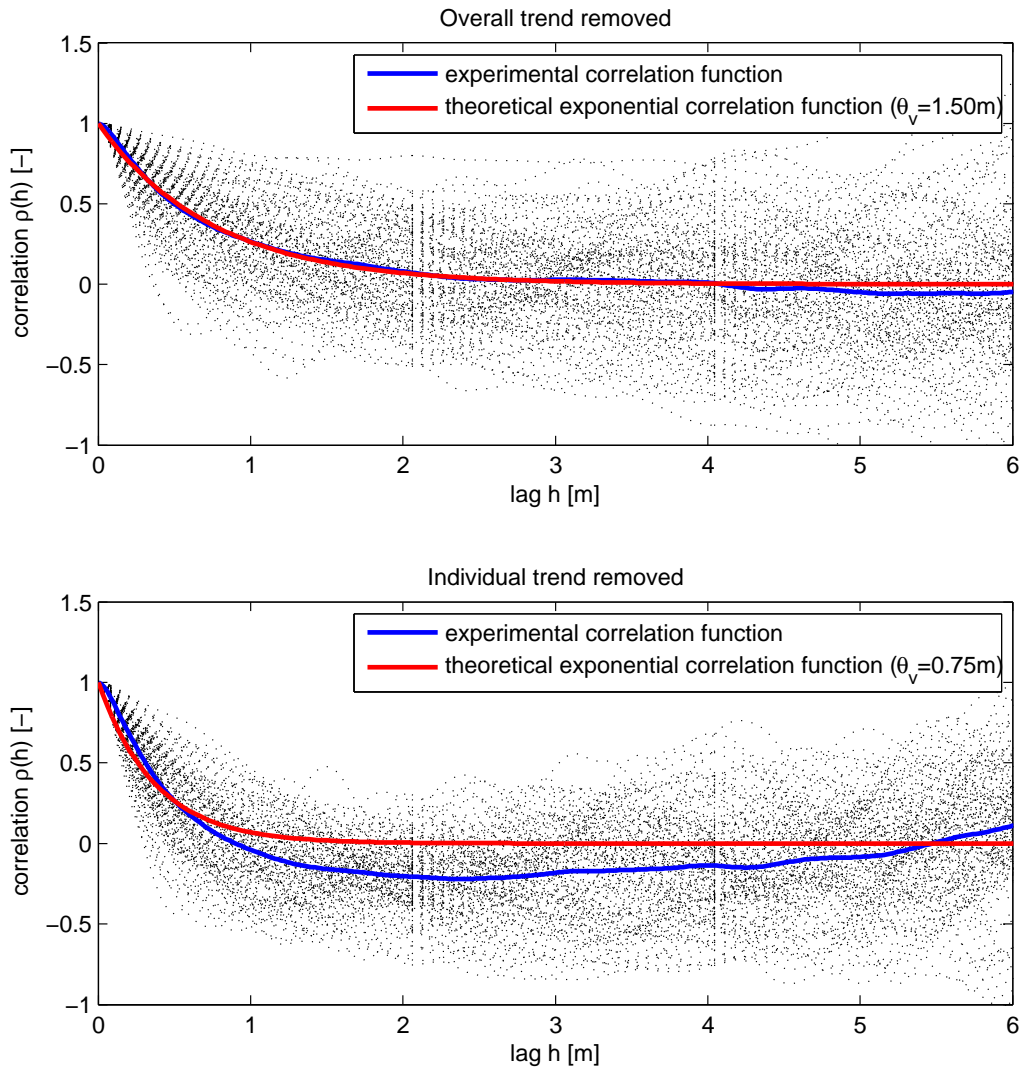 Overall trend removed
1.5
1
0.5
0
−0.5
−1
correlation ρ(h) [−]
experimental correlation function
theoretical exponential correlation function (θv=1.50m)
0 1 2 3 4 5 6
lag h [m]
Individual trend removed
1.5
1
0.5
0
−0.5
−1
correlation ρ(h) [−]
experimental correlation function
theoretical exponential correlation function (θv=0.75m)
0 1 2 3 4 5 6
lag h [m]